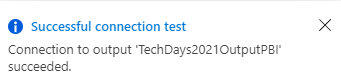 Successful connection test
Connection to output 'TechDays2021OutputPBI'
succeeded.